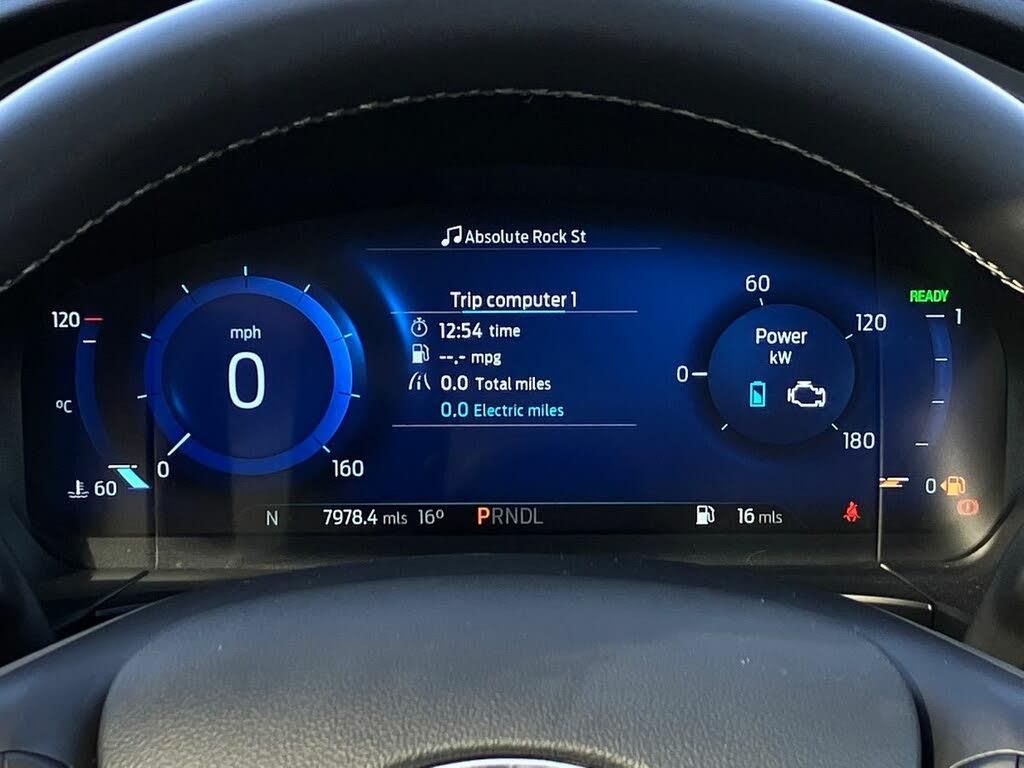 Absolute Rock St
Trip computer 1
12:54 time
--.- mpg
0.0 Total miles
0.0 Electric miles
120
°C
60
mph
0
0
160
60
0
120
180
Power
kW
READY
1
0
N 7978.4 mls 16° PRNDL 16 mls